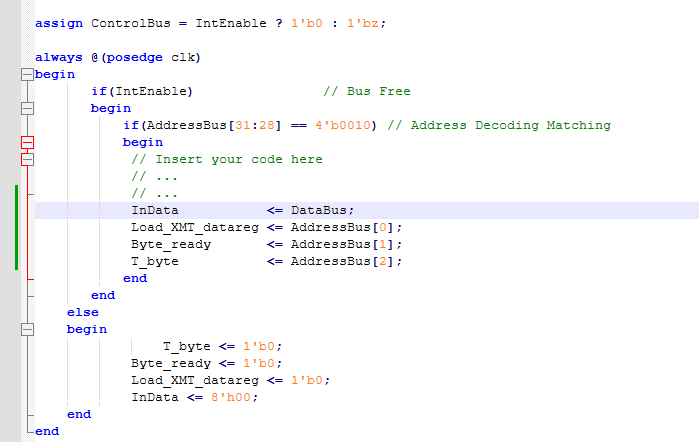 assign ControlBus = IntEnable ? 1'b0 : 1'bz;
always @(posedge clk)
begin
if(IntEnable) // Bus Free
begin
if(AddressBus[31:28] == 4'b0010) // Address Decoding Matching
begin
// Insert your code here
// ...
// ...
InData <= DataBus;
Load_XMT_datareg <= AddressBus[0];
Byte_ready <= AddressBus[1];
T_byte <= AddressBus[2];
end
end
else
begin
T_byte <= 1'b0;
Byte_ready <= 1'b0;
Load_XMT_datareg <= 1'b0;
InData <= 8'h00;
end
end